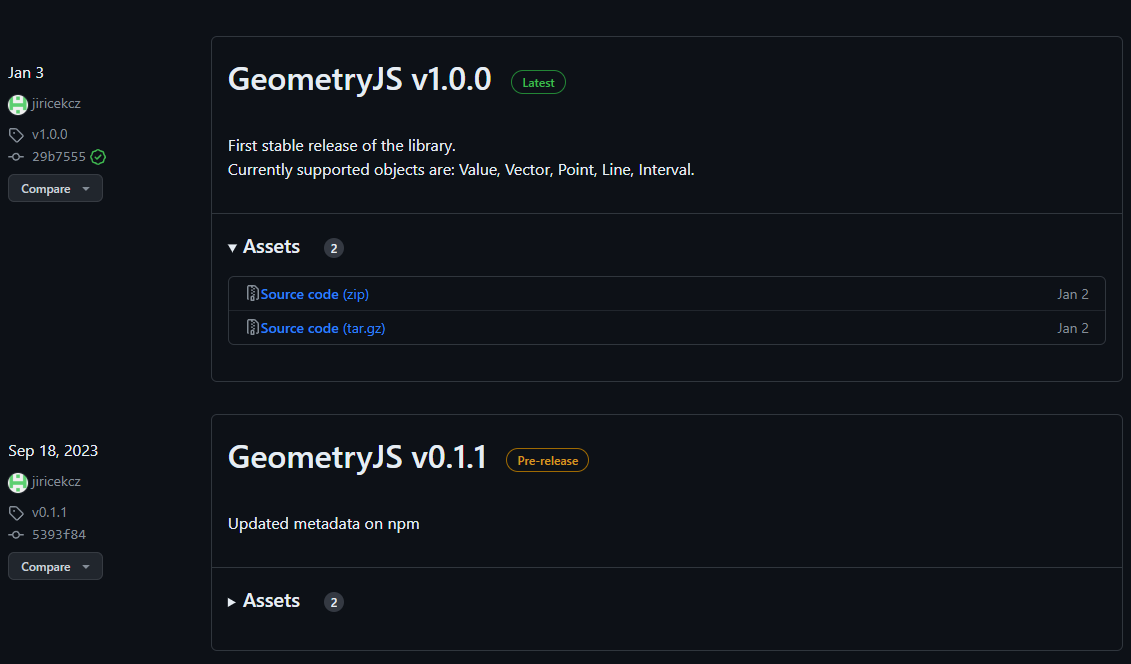 Jan 3
jiricekcz
v1.0.0
29b7555
Compare
GeometryJS v1.0.0 Latest
First stable release of the library.
Currently supported objects are: Value, Vector, Point, Line, Interval.
Assets 2
Source code (zip) Jan 2
Source code (tar.gz) Jan 2
Sep 18, 2023
jiricekcz
v0.1.1
5393f84
Compare
GeometryJS v0.1.1 Pre-release
Updated metadata on npm
Assets 2